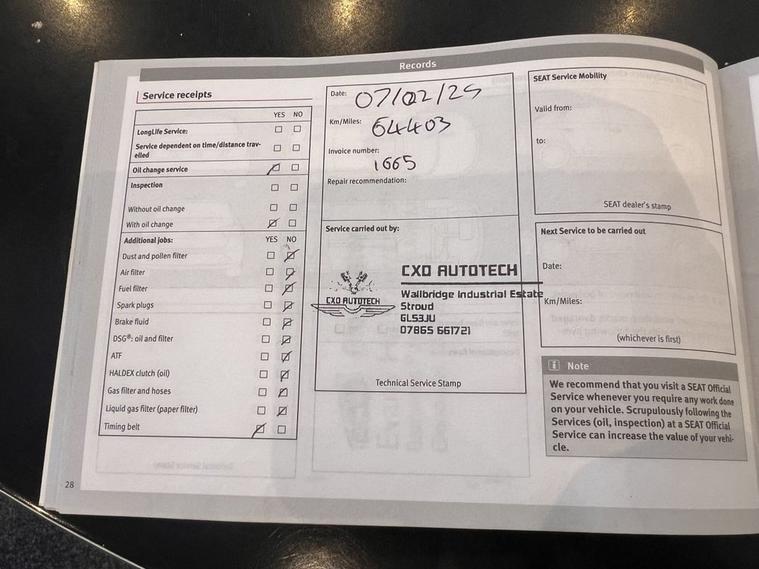 Records
Service receipts
YES NO
LongLife Service:
Service dependent on time/distance trav-
elled
Oil change service
Inspection
Without oil change
With oil change
Additional jobs: YES NO
Dust and pollen filter
Air filter
Fuel filter
Spark plugs
Brake fluid
DSG®: oil and filter
ATF
HALDEX clutch (oil)
Gas filter and hoses
Liquid gas filter (paper filter)
Timing belt
28
Date: 07/02/25
Km/Miles: 64403
Invoice number:
1665
Repair recommendation:
Service carried out by:
CXO AUTOTECH
CXO AUTOTECH
Wallbridge Industrial Estate
Stroud
GL53JU
07865 661721
Technical Service Stamp
SEAT Service Mobility
Valid from:
to:
SEAT dealer's stamp
Next Service to be carried out
Date:
Km/Miles:
(whichever is first)
i Note
We recommend that you visit a SEAT Official
Service whenever you require any work done
on your vehicle. Scrupulously following the
Services (oil, inspection) at a SEAT Official
Service can increase the value of your vehi-
cle.